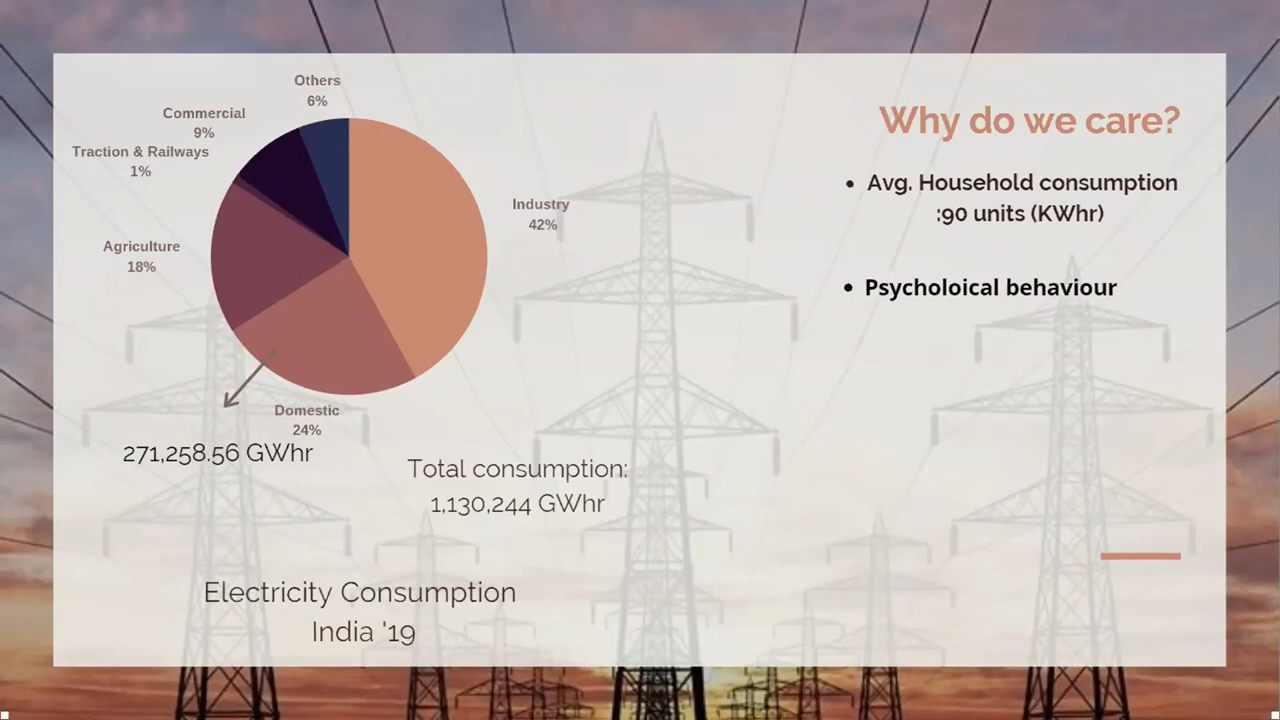 Others
6%
Commercial
9%
Traction & Railways
1%
Industry
42%
Agriculture
18%
Domestic
24%
271,258.56 GWhr
Total consumption:
1,130,244 GWhr
Electricity Consumption
India '19
Why do we care?
• Avg. Household consumption
:90 units (KWhr)
• Psycholoical behaviour